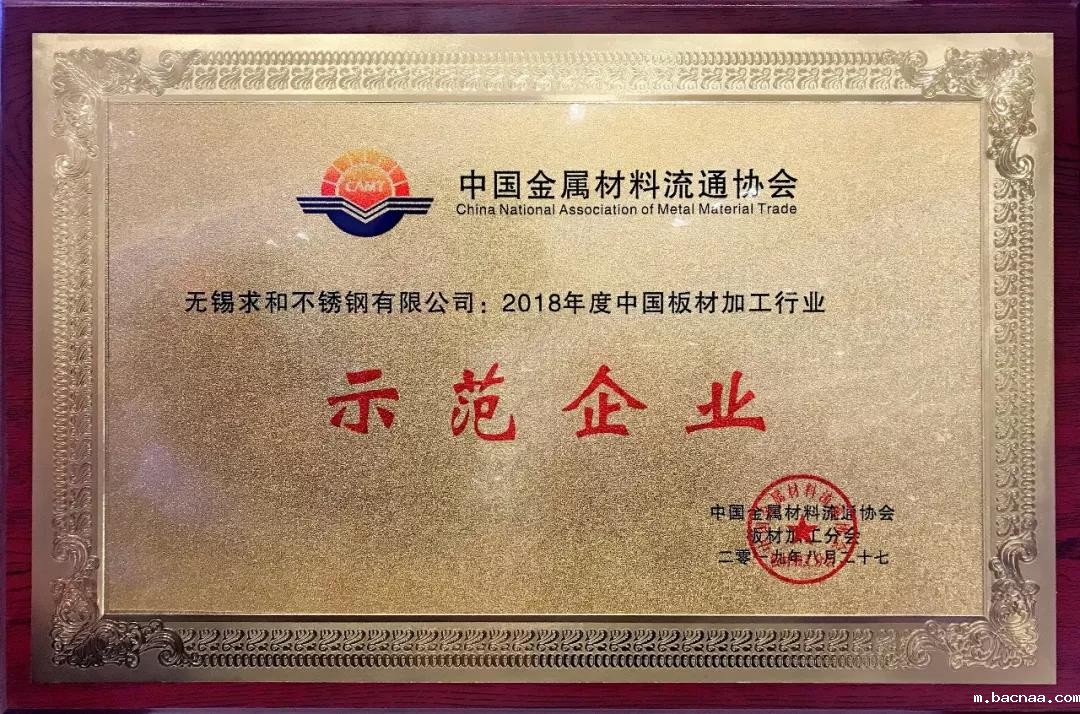 CAMT
中国金属材料流通协会
China National Association of Metal Material Trade
无锡求和不锈钢有限公司：2018年度中国板材加工行业
示范企业
中国金属材料流通协会
板材加工分会
二零一九年八月二十七
m.bacnaa.com